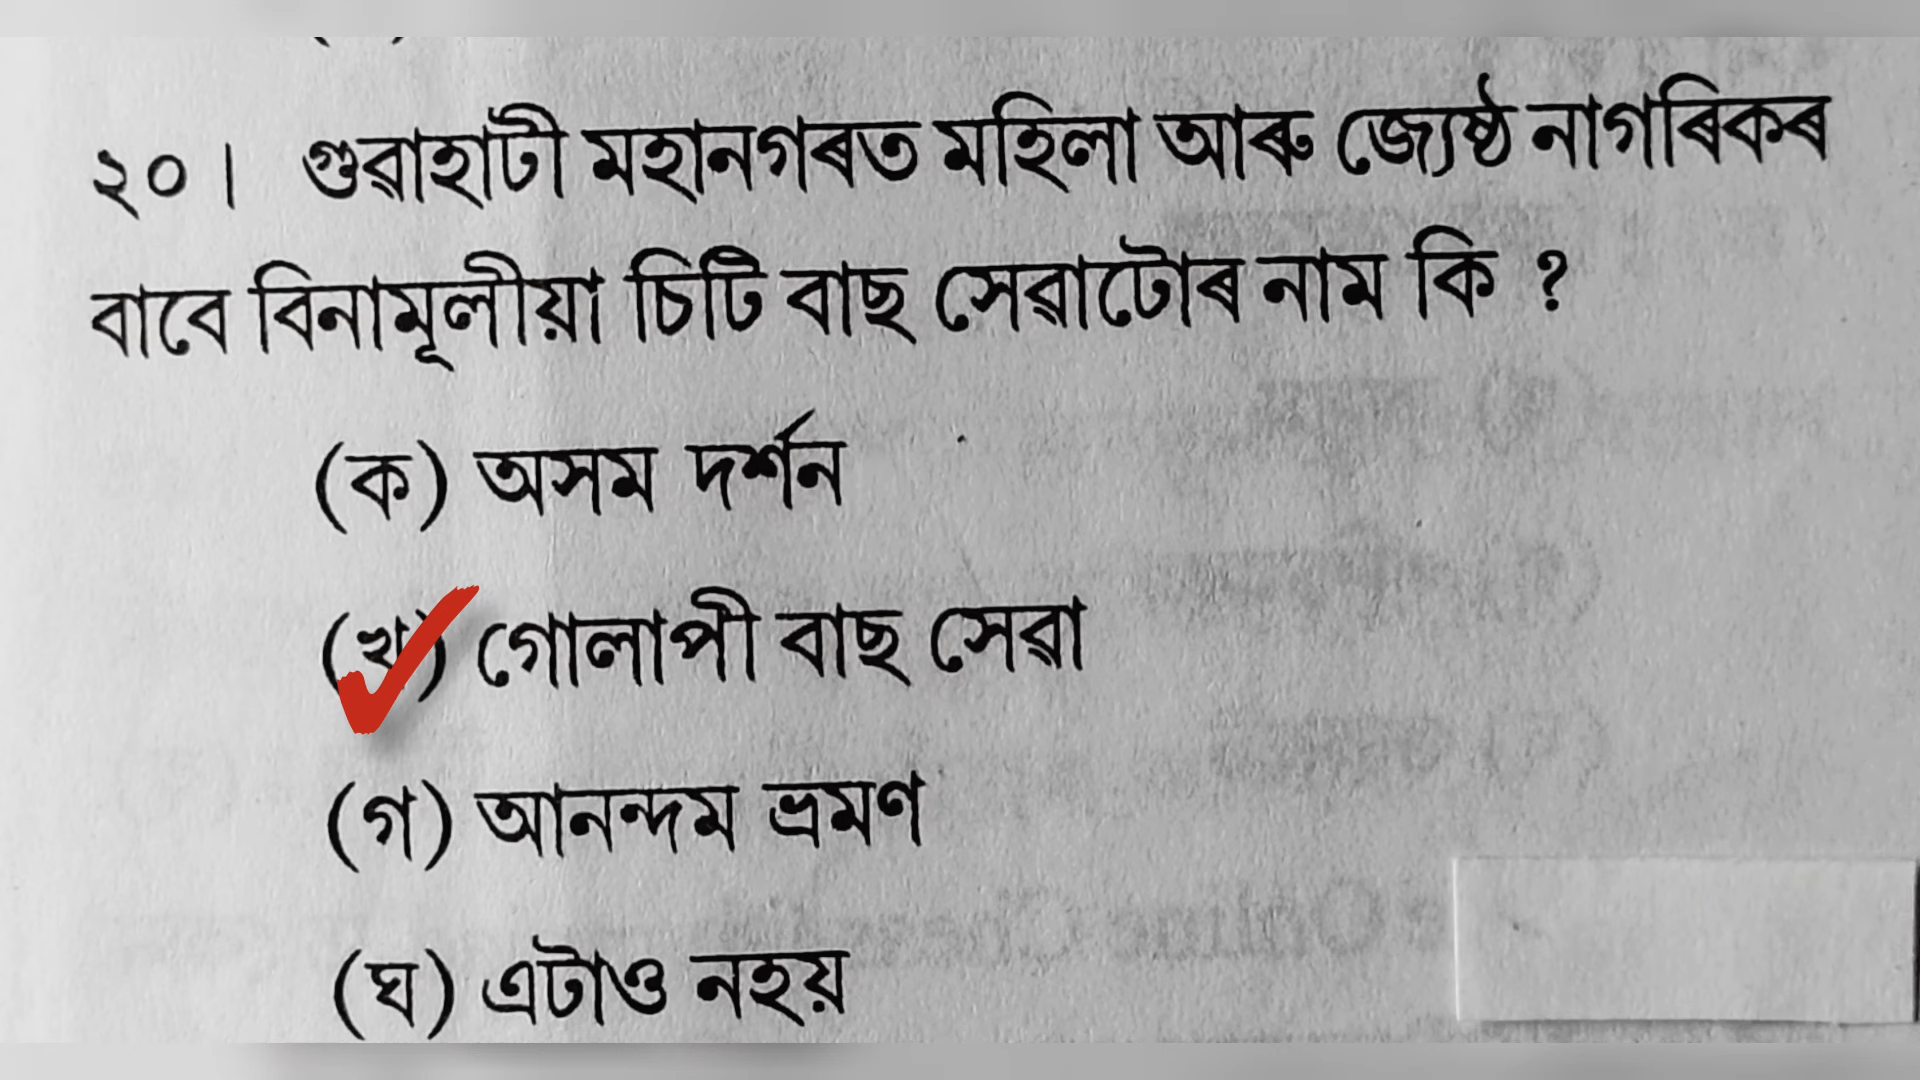 ২০। গুৱাহাটী মহানগৰত মহিলা আৰু জ্যেষ্ঠ নাগৰিকৰ
বাবে বিনামূলীয়া চিটি বাছ সেৱাটোৰ নাম কি ?
(ক) অসম দৰ্শন
(খ) গোলাপী বাছ সেৱা
(গ) আনন্দম ভ্ৰমণ
(ঘ) এটাও নহয়